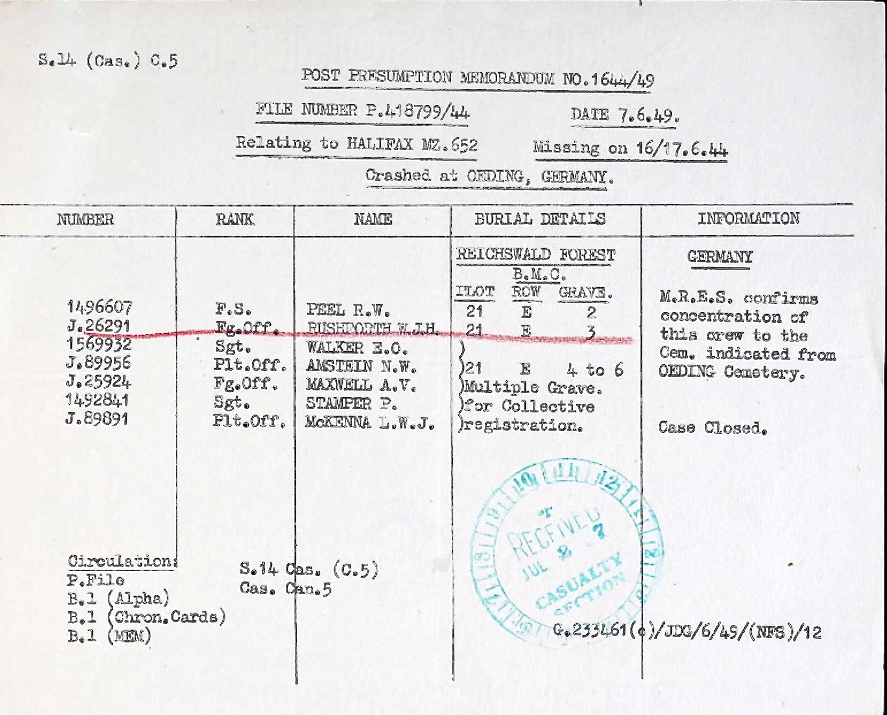 S.14 (Cas.) C.5
POST PRESUMPTION MEMORANDUM NO.1644/49
FILE NUMBER P.418799/44 DATE 7.6.49.
Relating to HALIFAX MZ.652 Missing on 16/17.6.44
Crashed at OEDING, GERMANY.
NUMBER RANK NAME BURIAL DETAILS INFORMATION
REICHSWALD FOREST GERMANY
B.M.C.
PLOT ROW GRAVE.
1496607 F.S. PEEL R.W. 21 E 2
J.26291 Fg.Off. RUSHFORTH W.J.H. 21 E 3
1569932 Sgt. WALKER E.O. )
J.89956 Plt.Off. AMSTEIN N.W. )21 E 4 to 6
J.25924 Fg.Off. MAXWELL A.V. )Multiple Grave.
1492841 Sgt. STAMPER P. )for Collective
J.89891 Plt.Off. McKENNA L.W.J. )registration.
M.R.E.S. confirms
concentration of
this crew to the
Cem. indicated from
OEDING Cemetery.
Case Closed.
RECEIVED
JUL 2
CASUALTY
SECTION
Circulation:
P.File
B.1 (Alpha)
B.1 (Chron.Cards)
B.1 (MEM)
S.14 Cas. (C.5)
Cas. Can.5
G.233461(c)/JDG/6/49/(NFS)/12